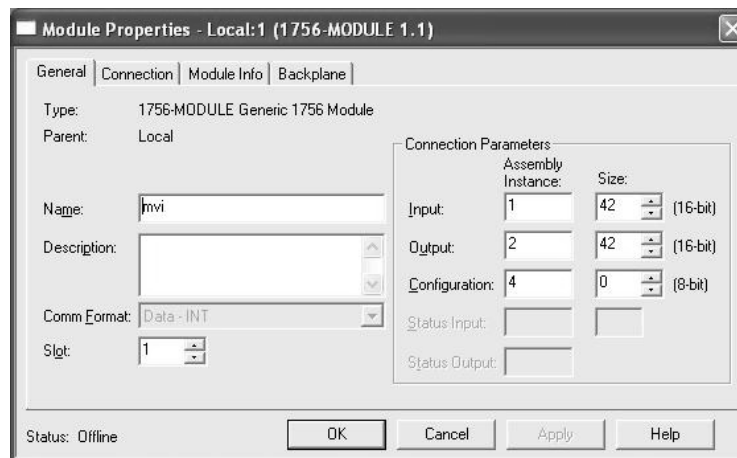 Module Properties - Local:1 (1756-MODULE 1.1)
General
Connection
Module Info
Backplane
Type: 1756-MODULE Generic 1756 Module
Parent: Local
Connection Parameters
Assembly Instance:
Size:
Name: mvi
Input: 1 42 (16-bit)
Description:
Output: 2 42 (16-bit)
Configuration: 4 0 (8-bit)
Comm Format: Data - INT
Status Input:
Slot: 1
Status Output:
Status: Offline
OK
Cancel
Apply
Help